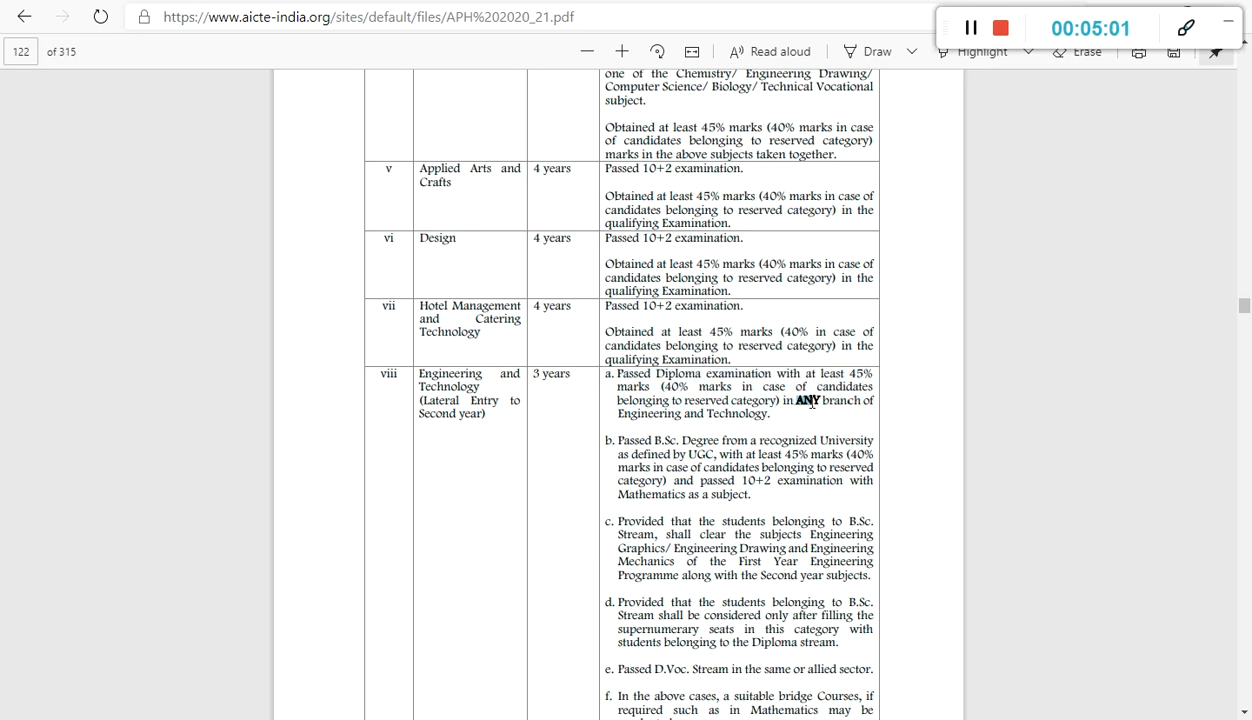 https://www.aicte-india.org/sites/default/files/APH%202020_21.pdf
00:05:01
122 of 315
Read aloud
Draw
Highlight
Erase
one of the Chemistry/ Engineering Drawing/
Computer Science/ Biology/ Technical Vocational
subject.
Obtained at least 45% marks (40% marks in case
of candidates belonging to reserved category)
marks in the above subjects taken together.
v
Applied Arts and
Crafts
4 years
Passed 10+2 examination.
Obtained at least 45% marks (40% marks in case of
candidates belonging to reserved category) in the
qualifying Examination.
vi
Design
4 years
Passed 10+2 examination.
Obtained at least 45% marks (40% marks in case of
candidates belonging to reserved category) in the
qualifying Examination.
vii
Hotel Management
and Catering
Technology
4 years
Passed 10+2 examination.
Obtained at least 45% marks (40% in case of
candidates belonging to reserved category) in the
qualifying Examination.
viii
Engineering and
Technology
(Lateral Entry to
Second year)
3 years
a. Passed Diploma examination with at least 45%
marks (40% marks in case of candidates
belonging to reserved category) in ANY branch of
Engineering and Technology.
b. Passed B.Sc. Degree from a recognized University
as defined by UGC, with at least 45% marks (40%
marks in case of candidates belonging to reserved
category) and passed 10+2 examination with
Mathematics as a subject.
c. Provided that the students belonging to B.Sc.
Stream, shall clear the subjects Engineering
Graphics/ Engineering Drawing and Engineering
Mechanics of the First Year Engineering
Programme along with the Second year subjects.
d. Provided that the students belonging to B.Sc.
Stream shall be considered only after filling the
supernumerary seats in this category with
students belonging to the Diploma stream.
e. Passed D.Voc. Stream in the same or allied sector.
f. In the above cases, a suitable bridge Courses, if
required such as in Mathematics may be